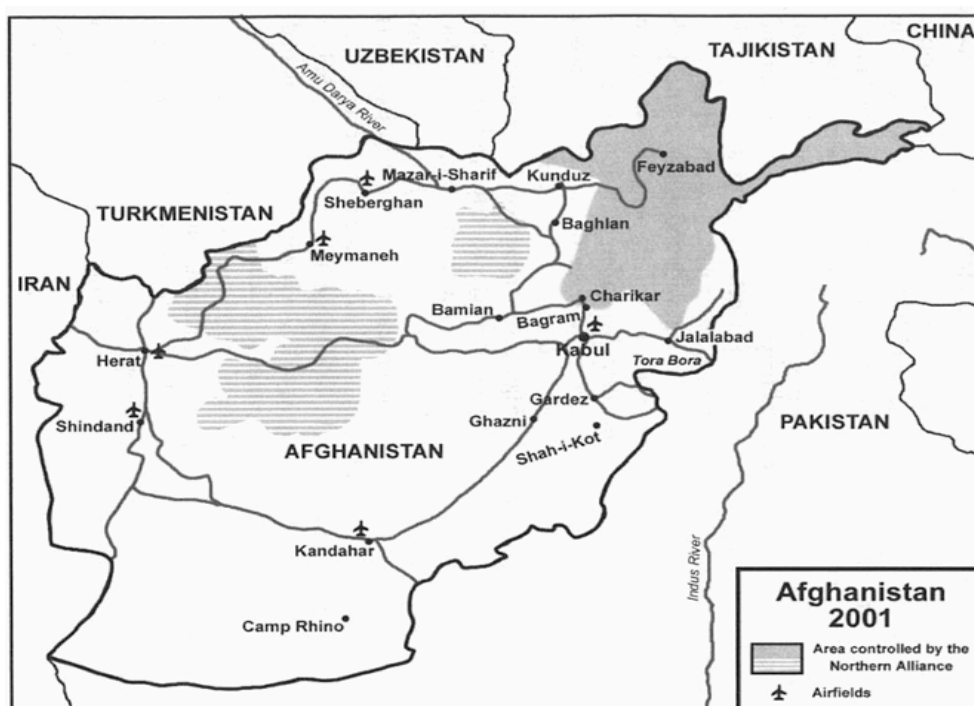 CHINA
UZBEKISTAN
TAJIKISTAN
Amu Darya River
Feyzabad
Mazar-i-Sharif
Kunduz
Sheberghan
TURKMENISTAN
Baghlan
Meymaneh
IRAN
Charikar
Bamian
Bagram
Jalalabad
Kabul
Herat
Tora Bora
Gardez
Shindand
Ghazni
PAKISTAN
Shah-i-Kot
AFGHANISTAN
Kandahar
Indus River
Camp Rhino
Afghanistan
2001
Area controlled by the
Northern Alliance
Airfields